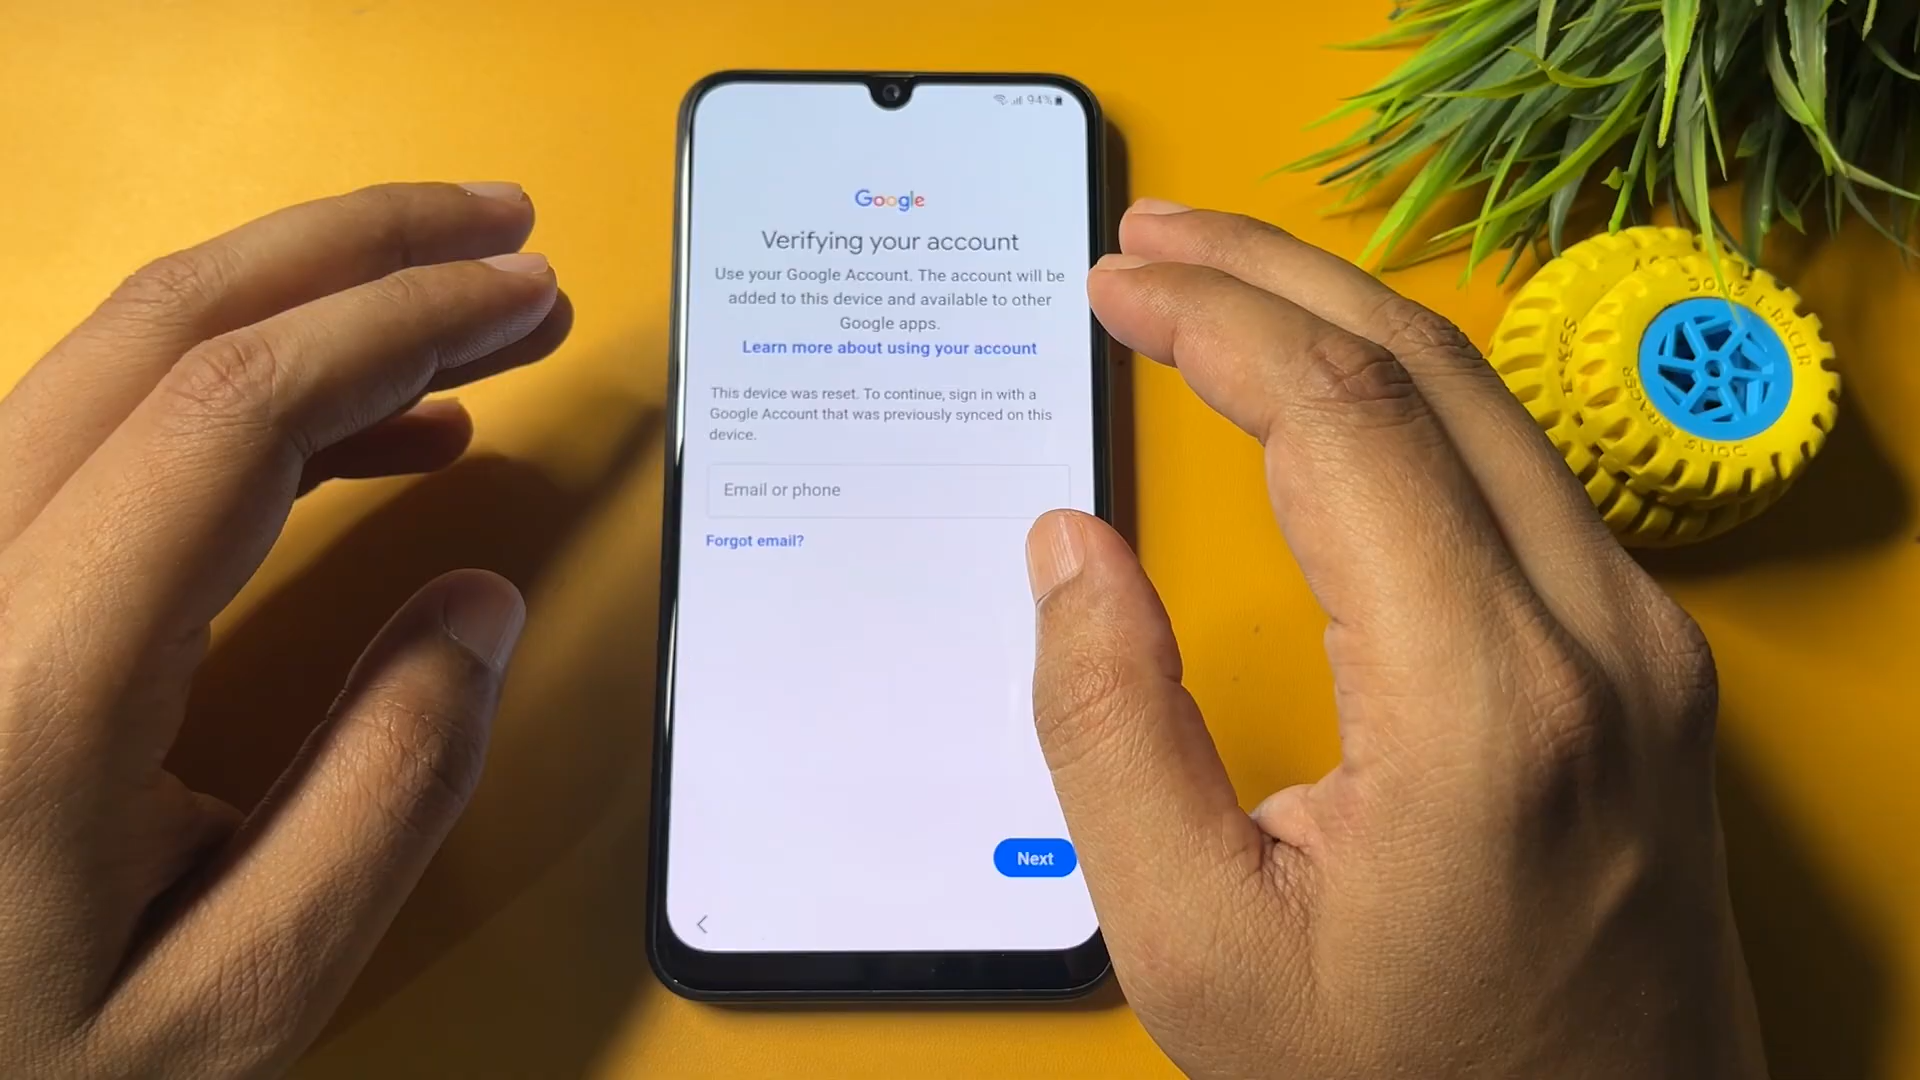 94%
Google
Verifying your account
Use your Google Account. The account will be
added to this device and available to other
Google apps.
Learn more about using your account
This device was reset. To continue, sign in with a
Google Account that was previously synced on this
device.
Email or phone
Forgot email?
Next